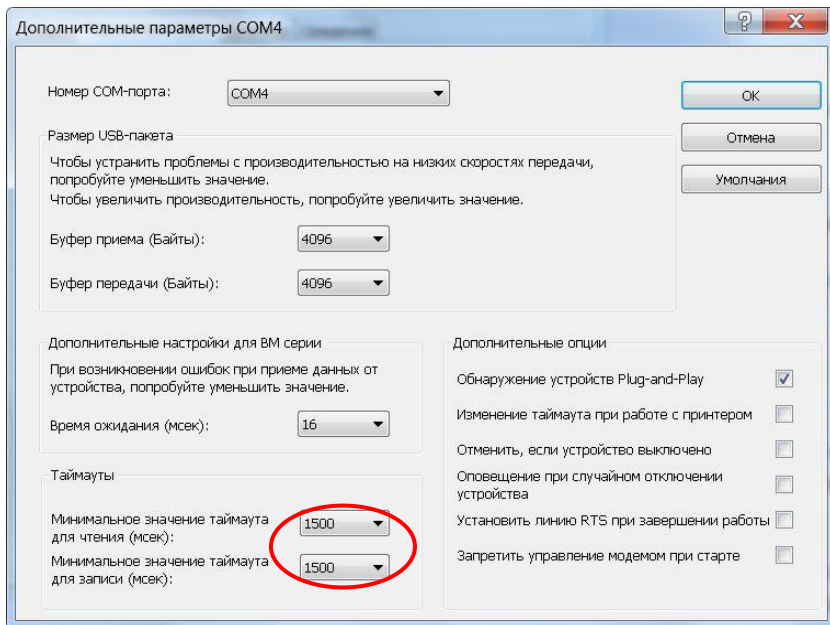 Дополнительные параметры COM4
Номер COM-порта:
COM4
OK
Размер USB-пакета
Отмена
Чтобы устранить проблемы с производительностью на низких скоростях передачи,
попробуйте уменьшить значение.
Умолчания
Чтобы увеличить производительность, попробуйте увеличить значение.
Буфер приема (Байты):
4096
Буфер передачи (Байты):
4096
Дополнительные настройки для BM серии
При возникновении ошибок при приеме данных от
устройства, попробуйте уменьшить значение.
Время ожидания (мсек):
16
Таймауты
Минимальное значение таймаута
для чтения (мсек):
1500
Минимальное значение таймаута
для записи (мсек):
1500
Дополнительные опции
Обнаружение устройств Plug-and-Play
Изменение таймаута при работе с принтером
Отменить, если устройство выключено
Оповещение при случайном отключении
устройства
Установить линию RTS при завершении работы
Запретить управление модемом при старте